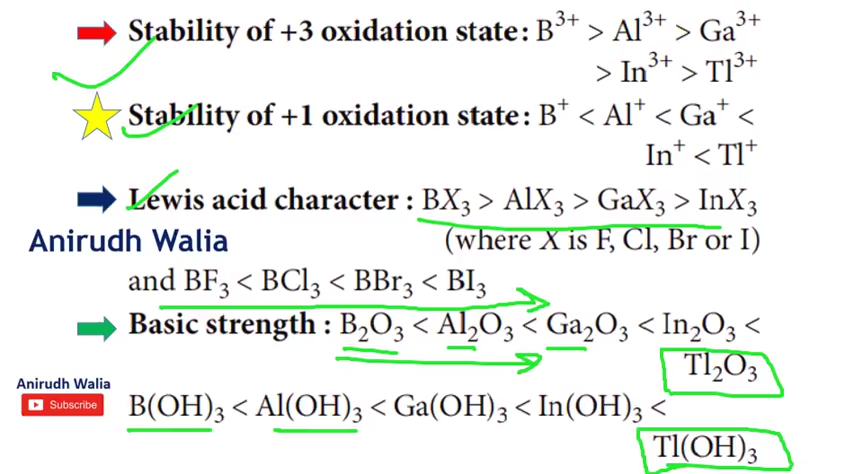 Stability of +3 oxidation state: B³⁺ > Al³⁺ > Ga³⁺
> In³⁺ > Tl³⁺
Stability of +1 oxidation state: B⁺ < Al⁺ < Ga⁺ <
In⁺ < Tl⁺
Lewis acid character : BX₃ > AlX₃ > GaX₃ > InX₃
Anirudh Walia
(where X is F, Cl, Br or I)
and BF₃ < BCl₃ < BBr₃ < BI₃
Basic strength : B₂O₃ < Al₂O₃ < Ga₂O₃ < In₂O₃ <
Tl₂O₃
Anirudh Walia
Subscribe
B(OH)₃ < Al(OH)₃ < Ga(OH)₃ < In(OH)₃ <
Tl(OH)₃